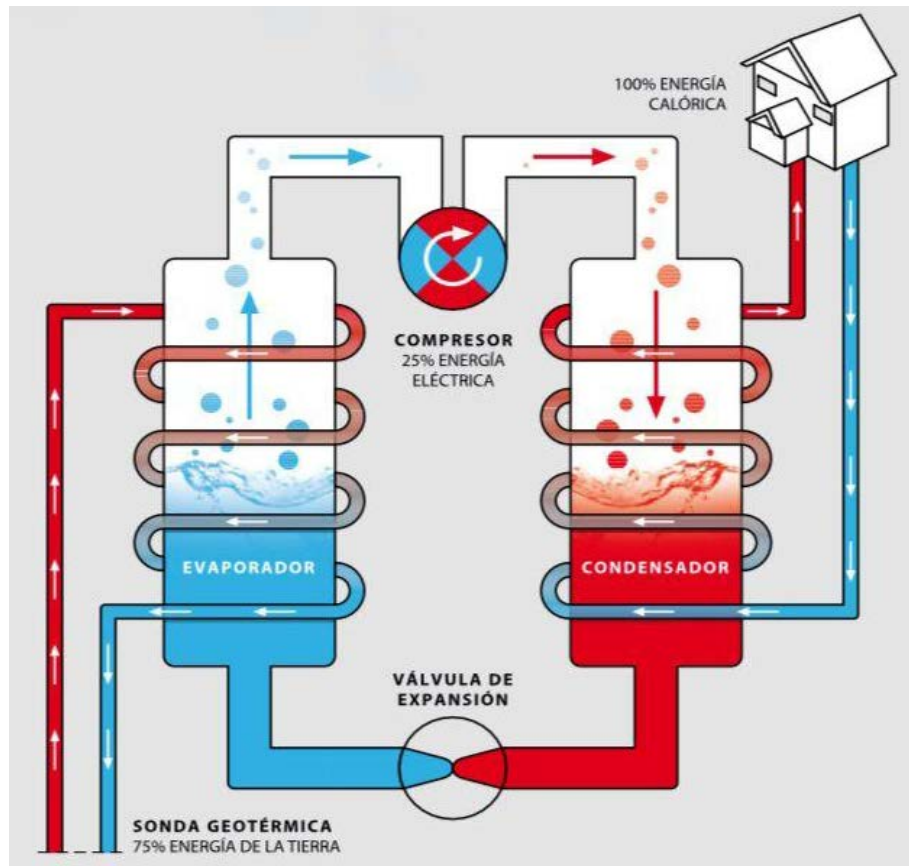 100% ENERGÍA
CALÓRICA
COMPRESOR
25% ENERGÍA
ELÉCTRICA
EVAPORADOR
CONDENSADOR
VÁLVULA DE
EXPANSIÓN
SONDA GEOTÉRMICA
75% ENERGÍA DE LA TIERRA